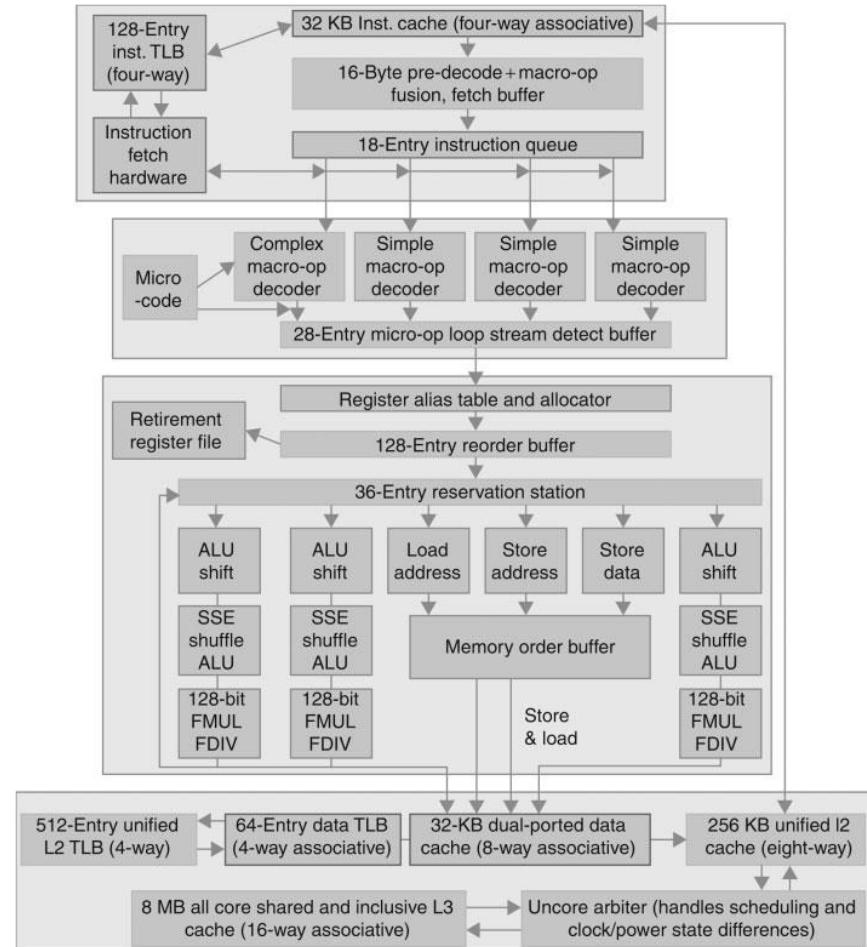 128-Entry
inst. TLB
(four-way)
32 KB Inst. cache (four-way associative)
16-Byte pre-decode+macro-op
fusion, fetch buffer
Instruction
fetch
hardware
18-Entry instruction queue
Micro
-code
Complex
macro-op
decoder
Simple
macro-op
decoder
Simple
macro-op
decoder
Simple
macro-op
decoder
28-Entry micro-op loop stream detect buffer
Register alias table and allocator
Retirement
register file
128-Entry reorder buffer
36-Entry reservation station
ALU
shift
ALU
shift
Load
address
Store
address
Store
data
ALU
shift
SSE
shuffle
ALU
SSE
shuffle
ALU
Memory order buffer
SSE
shuffle
ALU
128-bit
FMUL
FDIV
128-bit
FMUL
FDIV
Store
& load
128-bit
FMUL
FDIV
512-Entry unified
L2 TLB (4-way)
64-Entry data TLB
(4-way associative)
32-KB dual-ported data
cache (8-way associative)
256 KB unified l2
cache (eight-way)
8 MB all core shared and inclusive L3
cache (16-way associative)
Uncore arbiter (handles scheduling and
clock/power state differences)